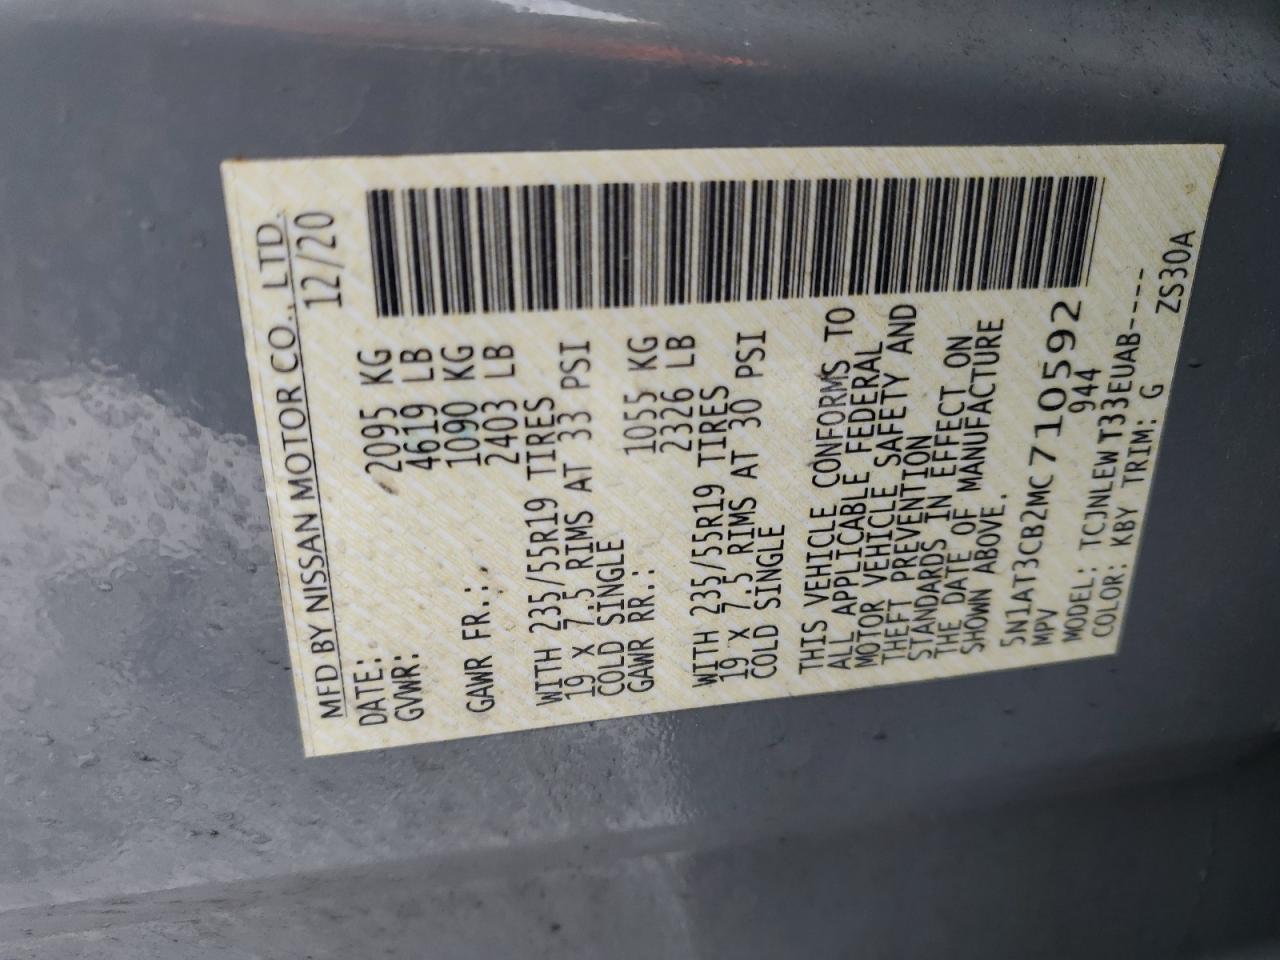 MFD BY NISSAN MOTOR CO., LTD.
DATE: 12/20
GVWR: 2095 KG
4619 LB
GAWR FR.: 1090 KG
2403 LB
WITH 235/55R19 TIRES
19 X 7.5 RIMS AT 33 PSI
COLD SINGLE
GAWR RR.: 1055 KG
2326 LB
WITH 235/55R19 TIRES
19 X 7.5 RIMS AT 30 PSI
COLD SINGLE
THIS VEHICLE CONFORMS TO
ALL APPLICABLE FEDERAL
MOTOR VEHICLE SAFETY AND
THEFT PREVENTION
STANDARDS IN EFFECT ON
THE DATE OF MANUFACTURE
SHOWN ABOVE.
5N1AT3CB2MC710592
MPV 944
MODEL: TCJNLEWT33EUAB----
COLOR: KBY TRIM: G
ZS30A